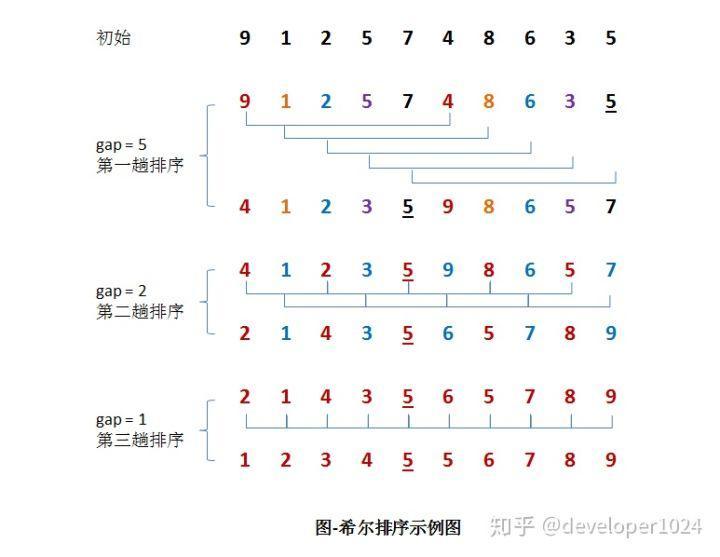 初始 9 1 2 5 7 4 8 6 3 5
9 1 2 5 7 4 8 6 3 5
gap = 5
第一趟排序
4 1 2 3 5 9 8 6 5 7
4 1 2 3 5 9 8 6 5 7
gap = 2
第二趟排序
2 1 4 3 5 6 5 7 8 9
2 1 4 3 5 6 5 7 8 9
gap = 1
第三趟排序
1 2 3 4 5 5 6 7 8 9
图-希尔排序示例图
知乎 @developer1024